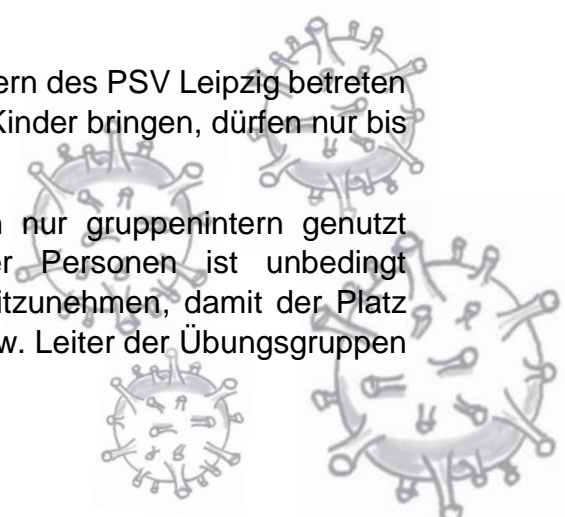 ern des PSV Leipzig betreten
Kinder bringen, dürfen nur bis
nur gruppenintern genutzt
er Personen ist unbedingt
itzunehmen, damit der Platz
w. Leiter der Übungsgruppen